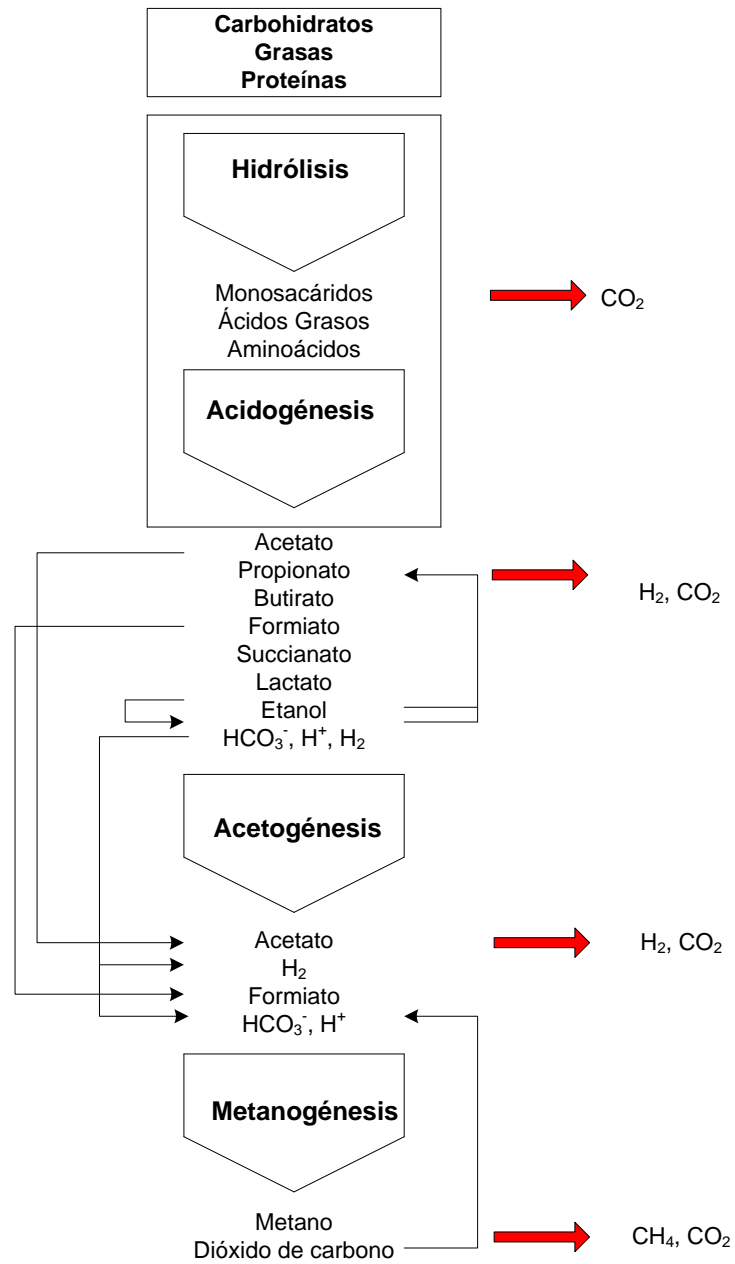 Carbohidratos
Grasas
Proteínas
Hidrólisis
Monosacáridos
Ácidos Grasos
Aminoácidos
CO₂
Acidogénesis
Acetato
Propionato
Butirato
Formiato
Succianato
Lactato
Etanol
HCO₃⁻, H⁺, H₂
H₂, CO₂
Acetogénesis
Acetato
H₂
Formiato
HCO₃⁻, H⁺
H₂, CO₂
Metanogénesis
Metano
Dióxido de carbono
CH₄, CO₂